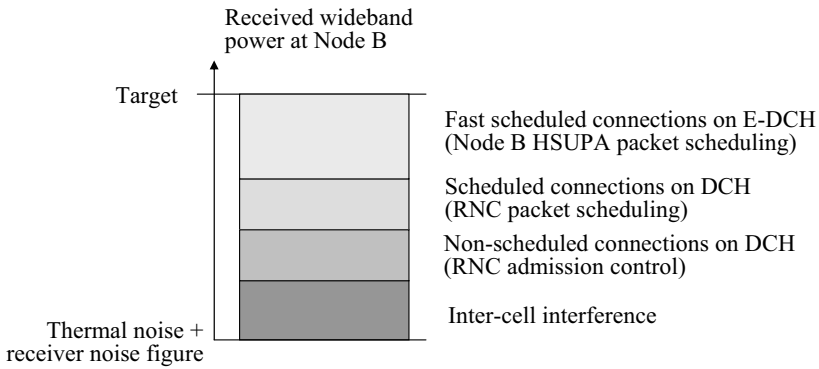 Received wideband
power at Node B
Target
Fast scheduled connections on E-DCH
(Node B HSUPA packet scheduling)
Scheduled connections on DCH
(RNC packet scheduling)
Non-scheduled connections on DCH
(RNC admission control)
Inter-cell interference
Thermal noise +
receiver noise figure